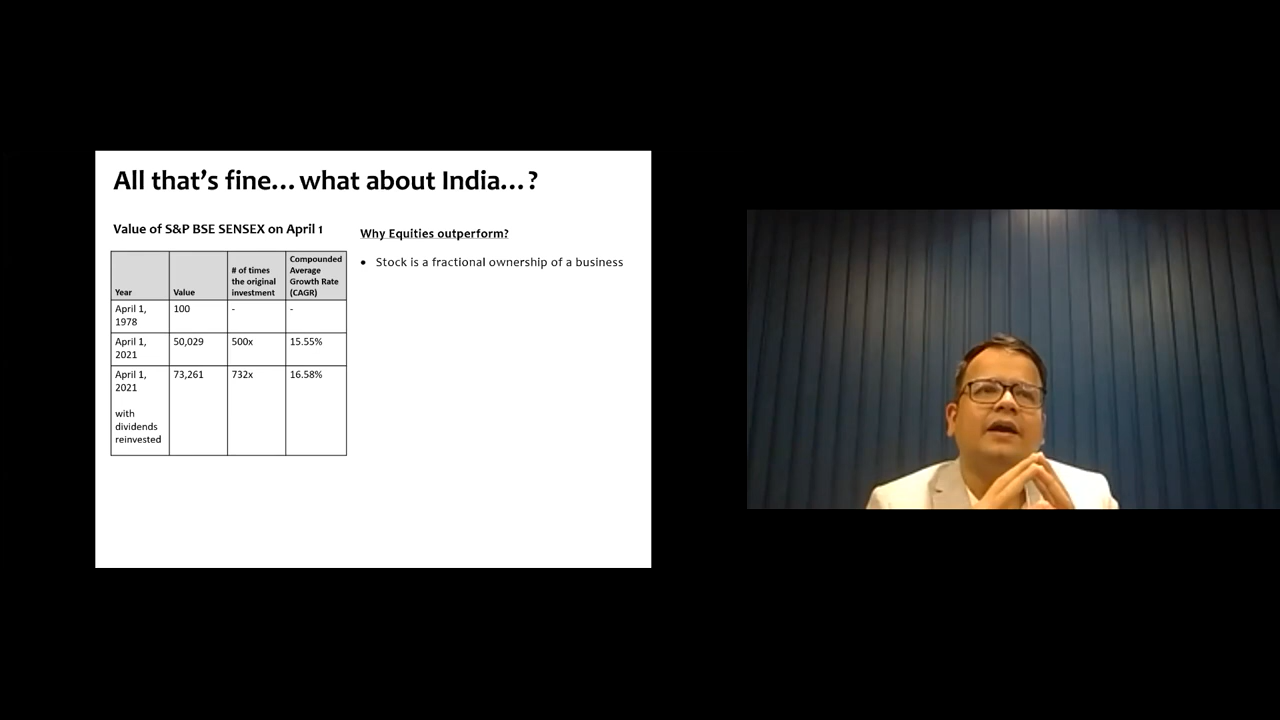 All that's fine… what about India…?
Value of S&P BSE SENSEX on April 1
Year
Value
# of times
the original
investment
Compounded
Average
Growth Rate
(CAGR)
April 1,
1978
100
-
-
April 1,
2021
50,029
500x
15.55%
April 1,
2021
with
dividends
reinvested
73,261
732x
16.58%
Why Equities outperform?
• Stock is a fractional ownership of a business